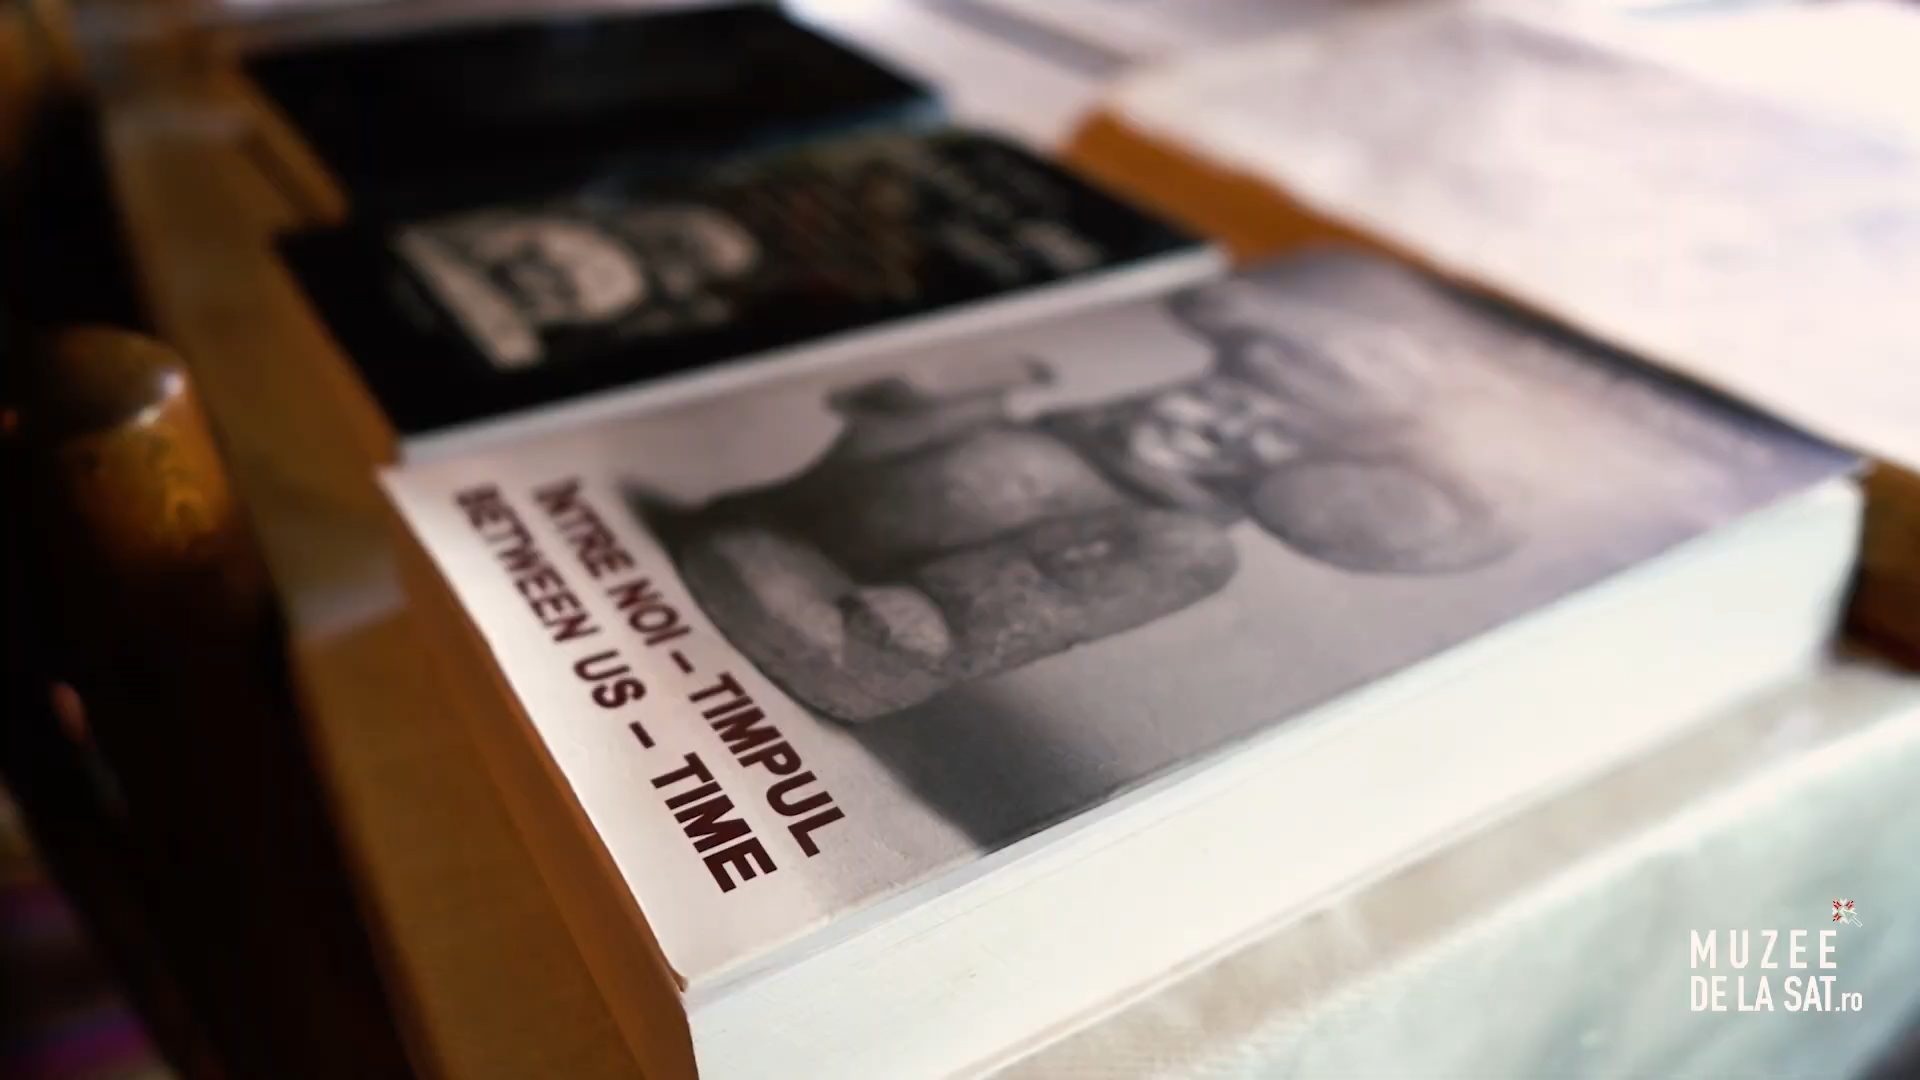 ÎNTRE NOI – TIMPUL
BETWEEN US – TIME
MUZEE
DE LA SAT.ro